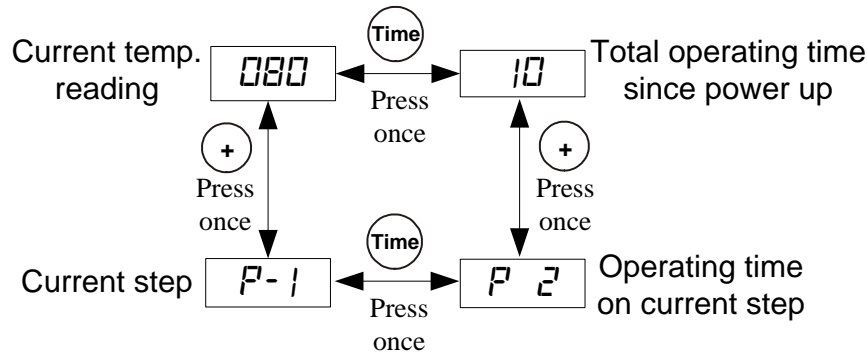 Current temp.
reading
080
Time
Press
once
10
Total operating time
since power up
+
Press
once
+
Press
once
Current step
P-1
Time
Press
once
P 2
Operating time
on current step